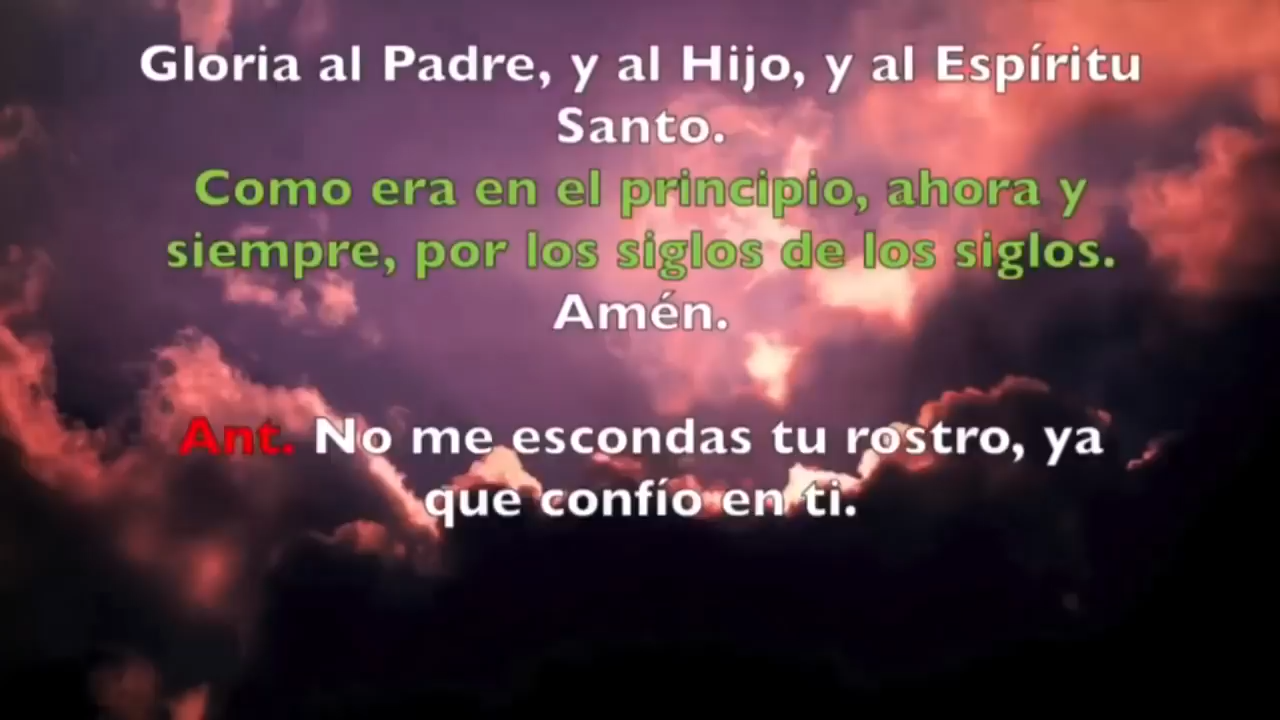 Gloria al Padre, y al Hijo, y al Espíritu
Santo.
Como era en el principio, ahora y
siempre, por los siglos de los siglos.
Amén.
Ant. No me escondas tu rostro, ya
que confío en ti.